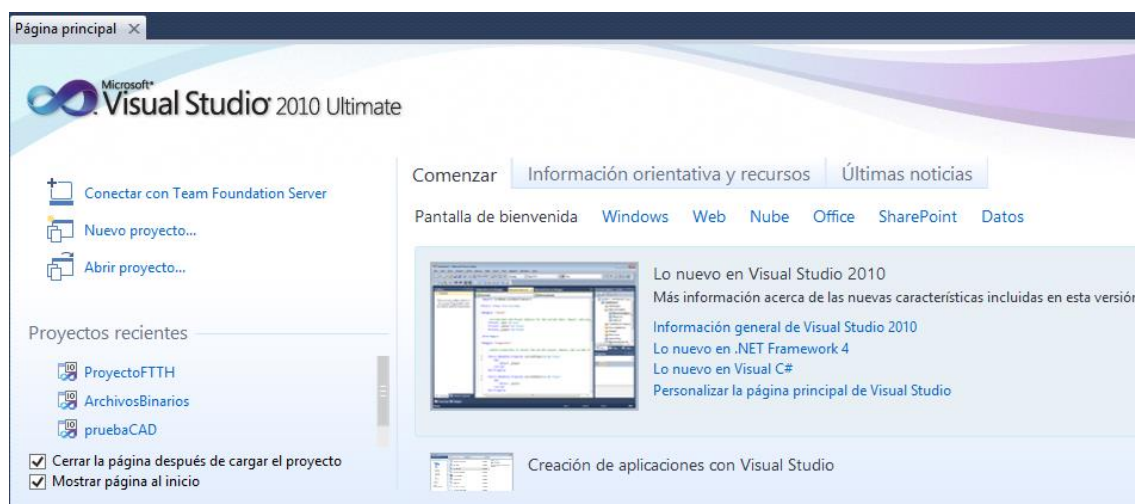 Página principal
Microsoft
Visual Studio 2010 Ultimate
Conectar con Team Foundation Server
Nuevo proyecto...
Abrir proyecto...
Proyectos recientes
ProyectoFTTH
ArchivosBinarios
pruebaCAD
Cerrar la página después de cargar el proyecto
Mostrar página al inicio
Comenzar Información orientativa y recursos Últimas noticias
Pantalla de bienvenida Windows Web Nube Office SharePoint Datos
Lo nuevo en Visual Studio 2010
Más información acerca de las nuevas características incluidas en esta versión
Información general de Visual Studio 2010
Lo nuevo en .NET Framework 4
Lo nuevo en Visual C#
Personalizar la página principal de Visual Studio
Creación de aplicaciones con Visual Studio